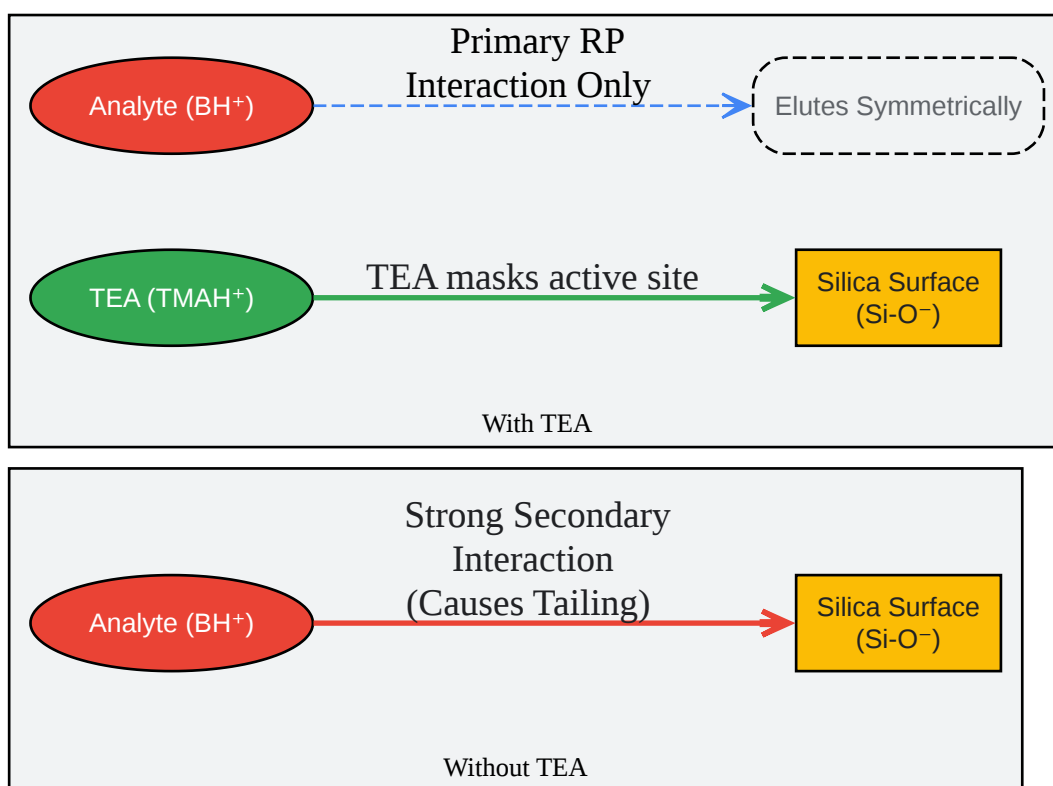 Primary RP
Interaction Only
Analyte (BH⁺)
Elutes Symmetrically
TEA (TMAH⁺)
TEA masks active site
Silica Surface
(Si-O⁻)
With TEA
Strong Secondary
Interaction
(Causes Tailing)
Analyte (BH⁺)
Silica Surface
(Si-O⁻)
Without TEA